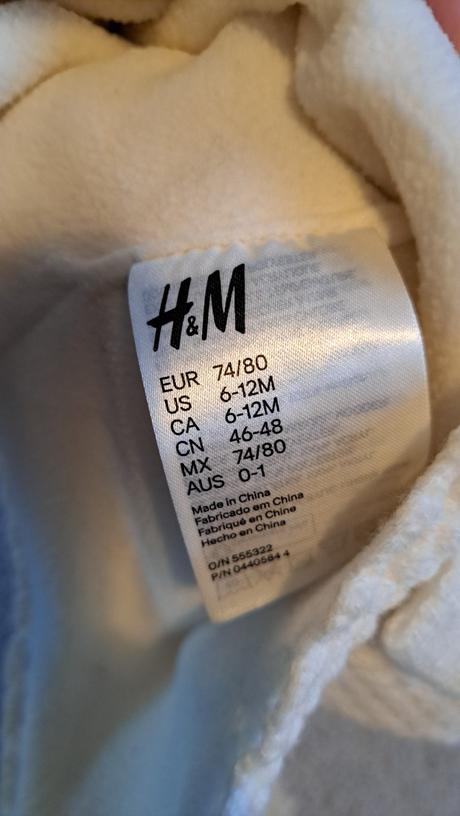 H&M
EUR 74/80
US 6-12M
CA 6-12M
CN 46-48
MX 74/80
AUS 0-1
Made in China
Fabricado em China
Fabriqué en Chine
Hecho en China
O/N 555322
P/N 0440584 4